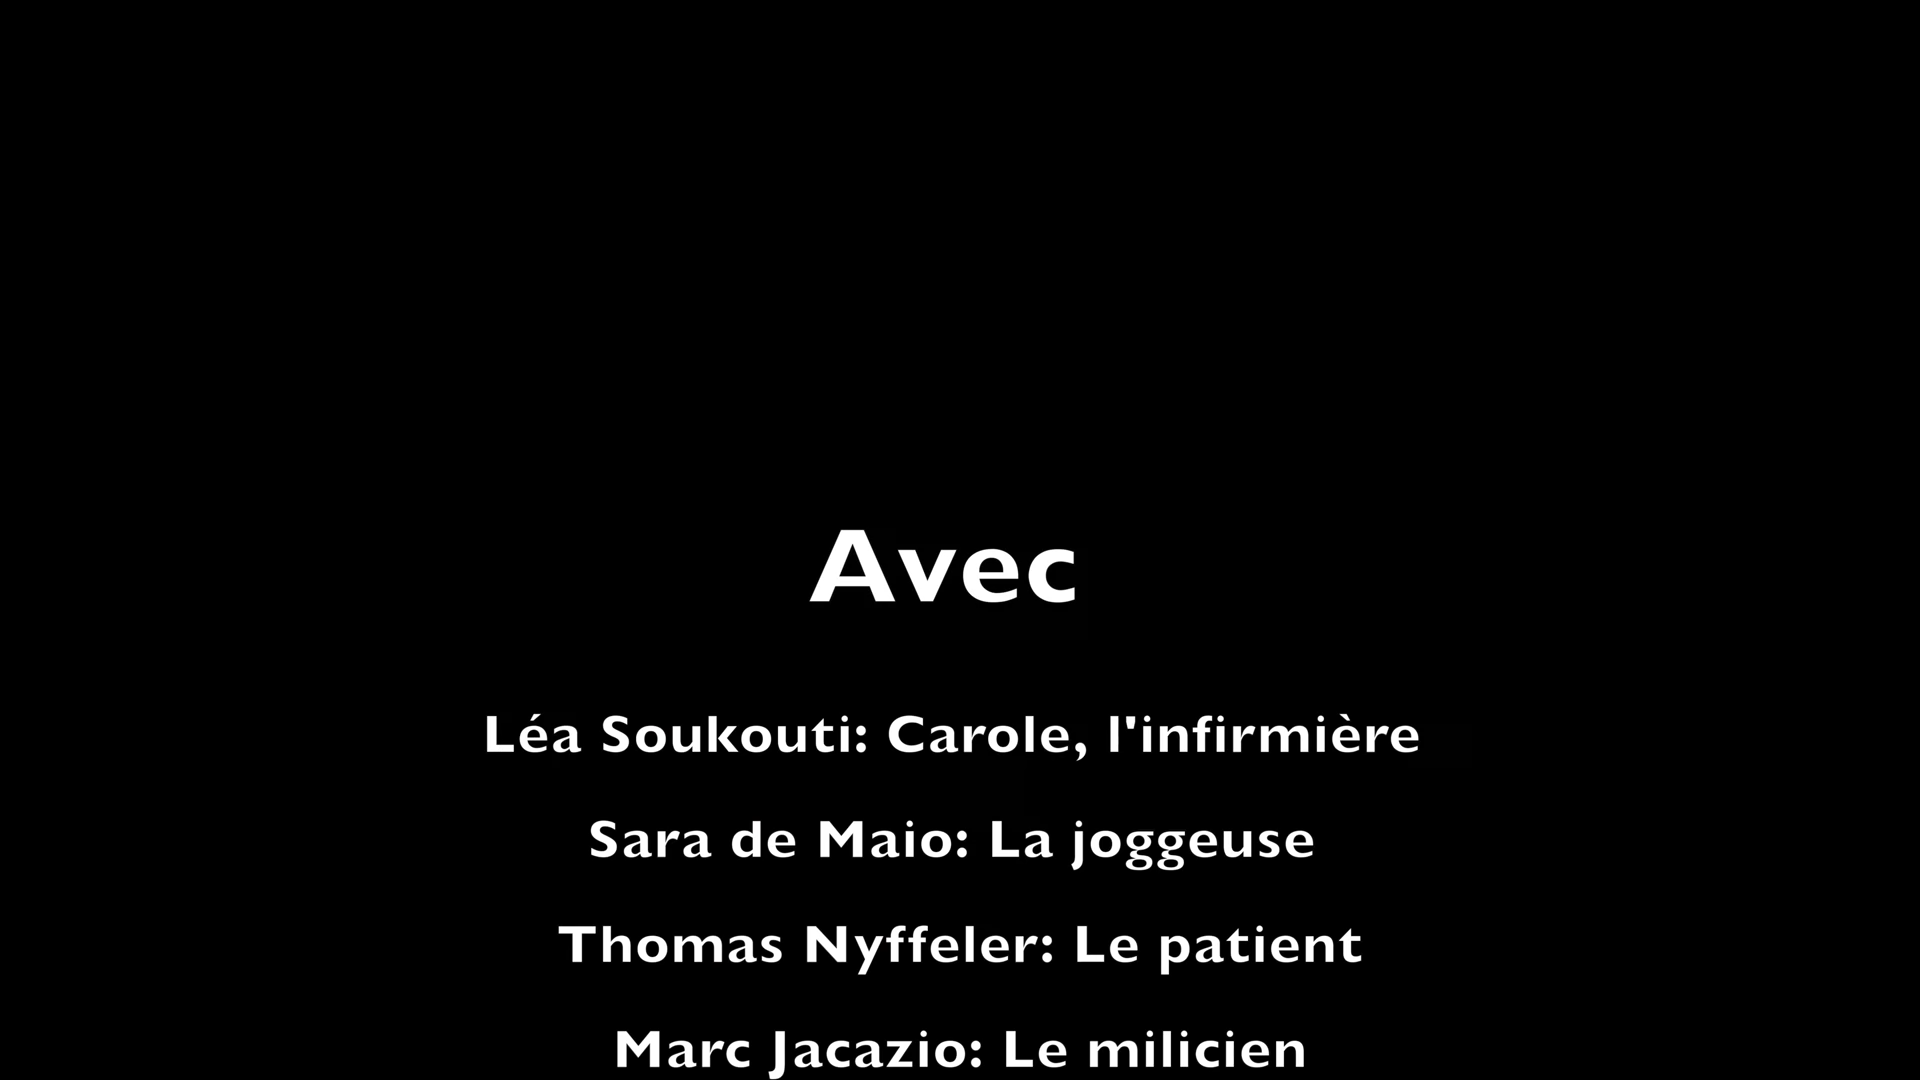 Avec
Léa Soukouti: Carole, l'infirmière
Sara de Maio: La joggeuse
Thomas Nyffeler: Le patient
Marc Jacazio: Le milicien